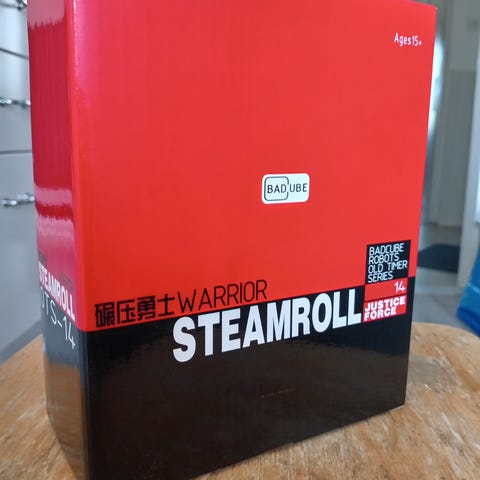 Ages15+
BADCUBE
BADCUBE
ROBOTS
OLD TIMER
SERIES
14
碾压勇士WARRIOR
STEAMROLL
JUSTICE
FORCE
STEAMROLL
OTS-14